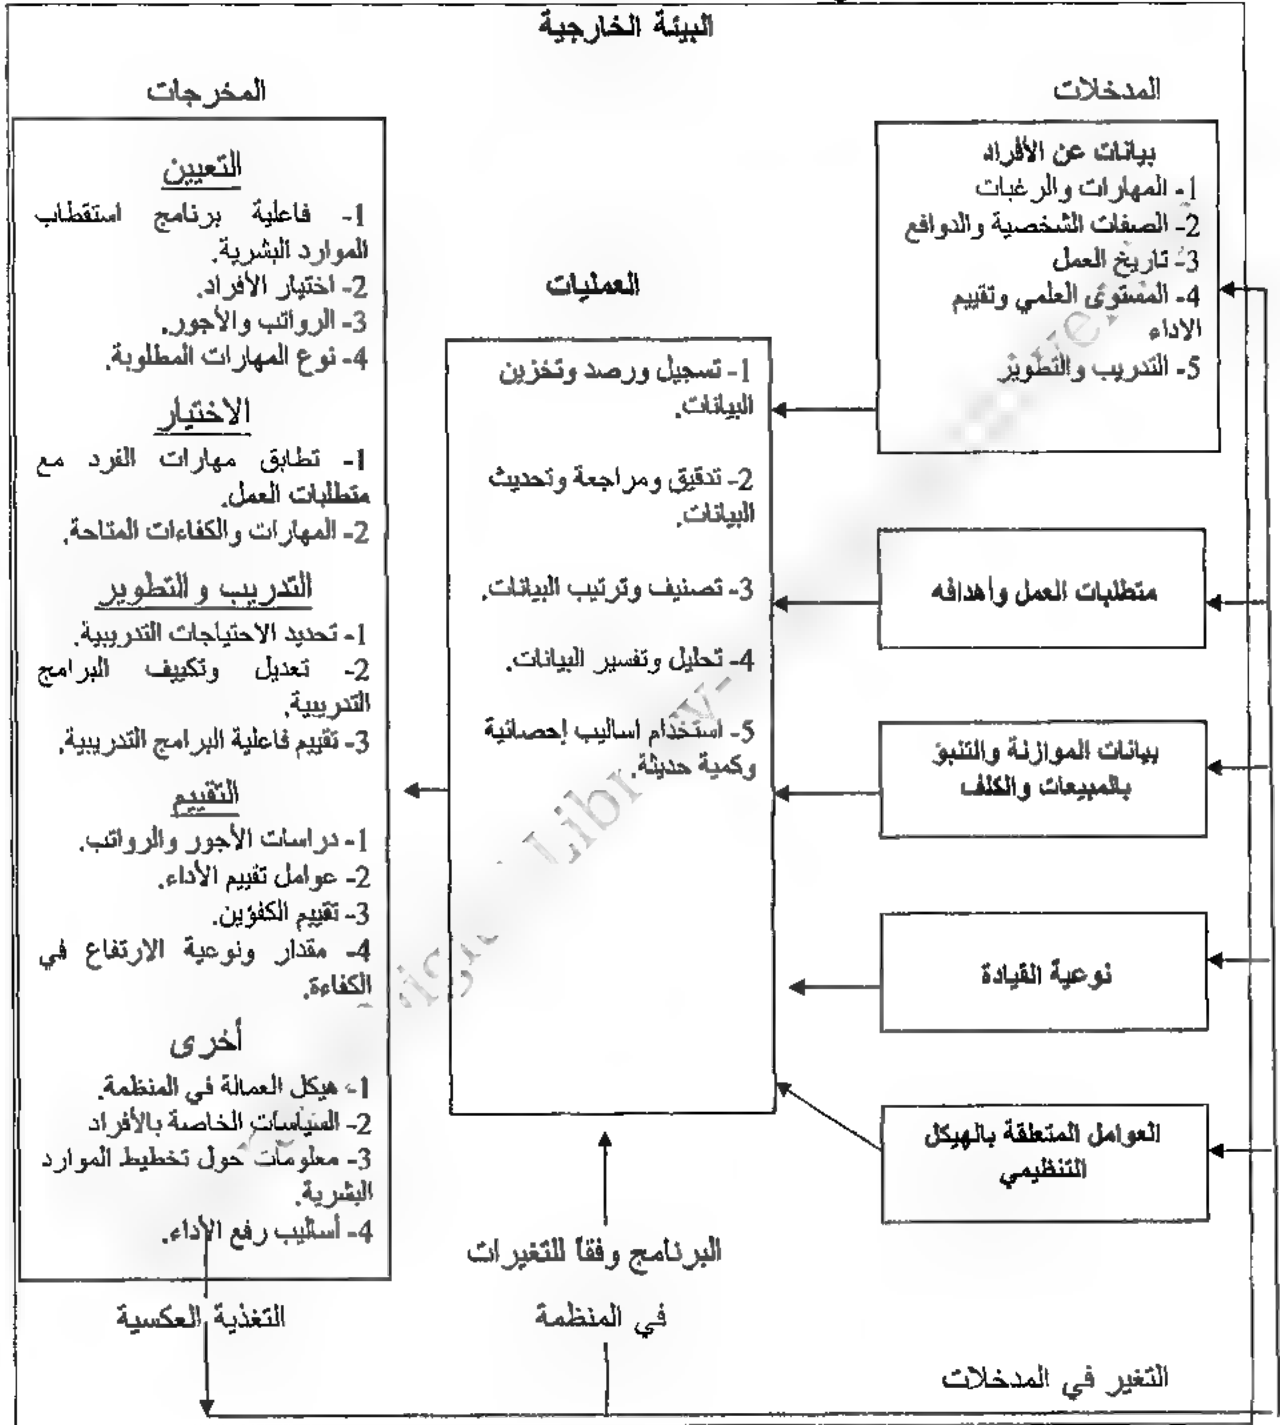 البيئة الخارجية
المدخلات
بيانات عن الأفراد
1- المهارات والرغبات
2- الصفات الشخصية والدوافع
3- تاريخ العمل
4- المستوى العلمي وتقييم
الاداء
5- التدريب والتطوير
متطلبات العمل وأهدافه
بيانات الموازنة والتنبؤ
بالمبيعات والكلف
نوعية القيادة
العوامل المتعلقة بالهيكل
التنظيمي
العمليات
1- تسجيل ورصد وتخزين
البيانات.
2- تدقيق ومراجعة وتحديث
البيانات.
3- تصنيف وترتيب البيانات.
4- تحليل وتفسير البيانات.
5- استخدام اساليب إحصائية
وكمية حديثة.
المخرجات
التعيين
1- فاعلية برنامج استقطاب
الموارد البشرية.
2- اختيار الأفراد.
3- الرواتب والأجور.
4- نوع المهارات المطلوبة.
الاختيار
1- تطابق مهارات الفرد مع
متطلبات العمل.
2- المهارات والكفاءات المتاحة.
التدريب والتطوير
1- تحديد الاحتياجات التدريبية.
2- تعديل وتكييف البرامج
التدريبية.
3- تقييم فاعلية البرامج التدريبية.
التقييم
1- دراسات الأجور والرواتب.
2- عوامل تقييم الأداء.
3- تقييم الكفؤين.
4- مقدار ونوعية الارتفاع في
الكفاءة.
أخرى
1- هيكل العمالة في المنظمة.
2- السياسات الخاصة بالأفراد
3- معلومات حول تخطيط الموارد
البشرية.
4- أساليب رفع الأداء.
البرنامج وفقا للتغيرات
في المنظمة
التغذية العكسية
التغير في المدخلات
Library-